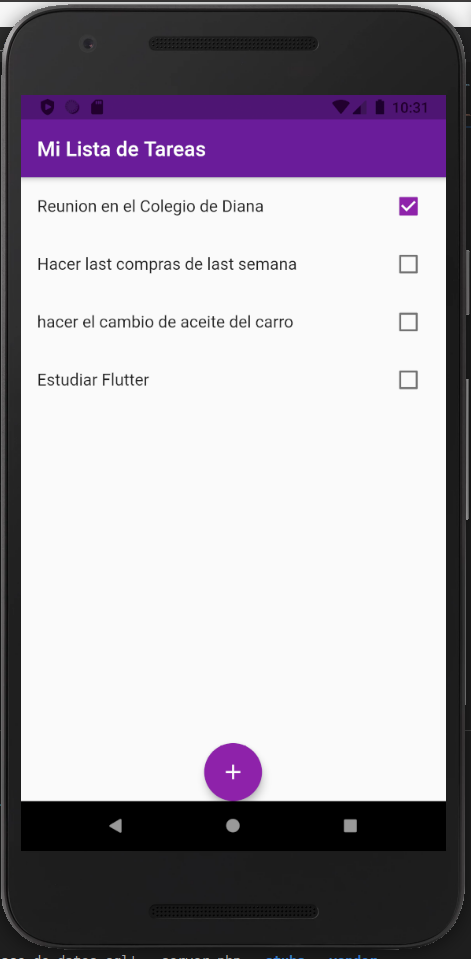 10:31
Mi Lista de Tareas
Reunion en el Colegio de Diana
Hacer last compras de last semana
hacer el cambio de aceite del carro
Estudiar Flutter